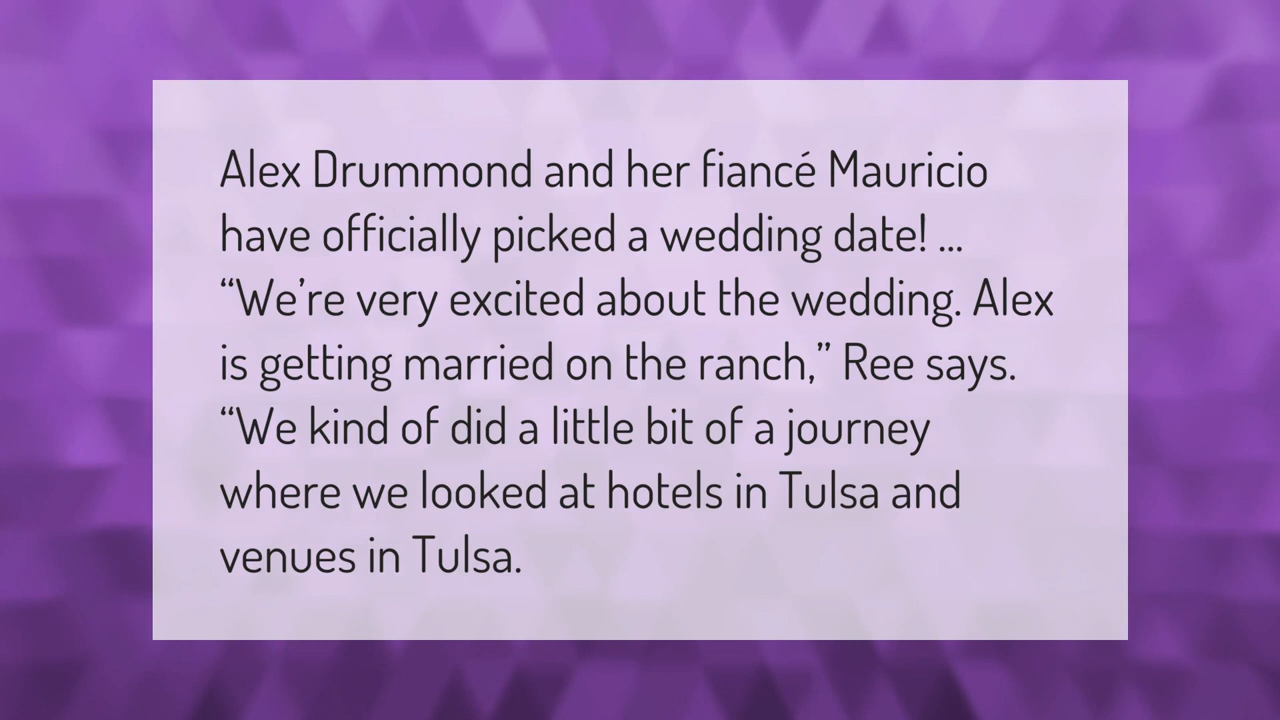 Alex Drummond and her fiancé Mauricio
have officially picked a wedding date! ...
“We’re very excited about the wedding. Alex
is getting married on the ranch,” Ree says.
“We kind of did a little bit of a journey
where we looked at hotels in Tulsa and
venues in Tulsa.